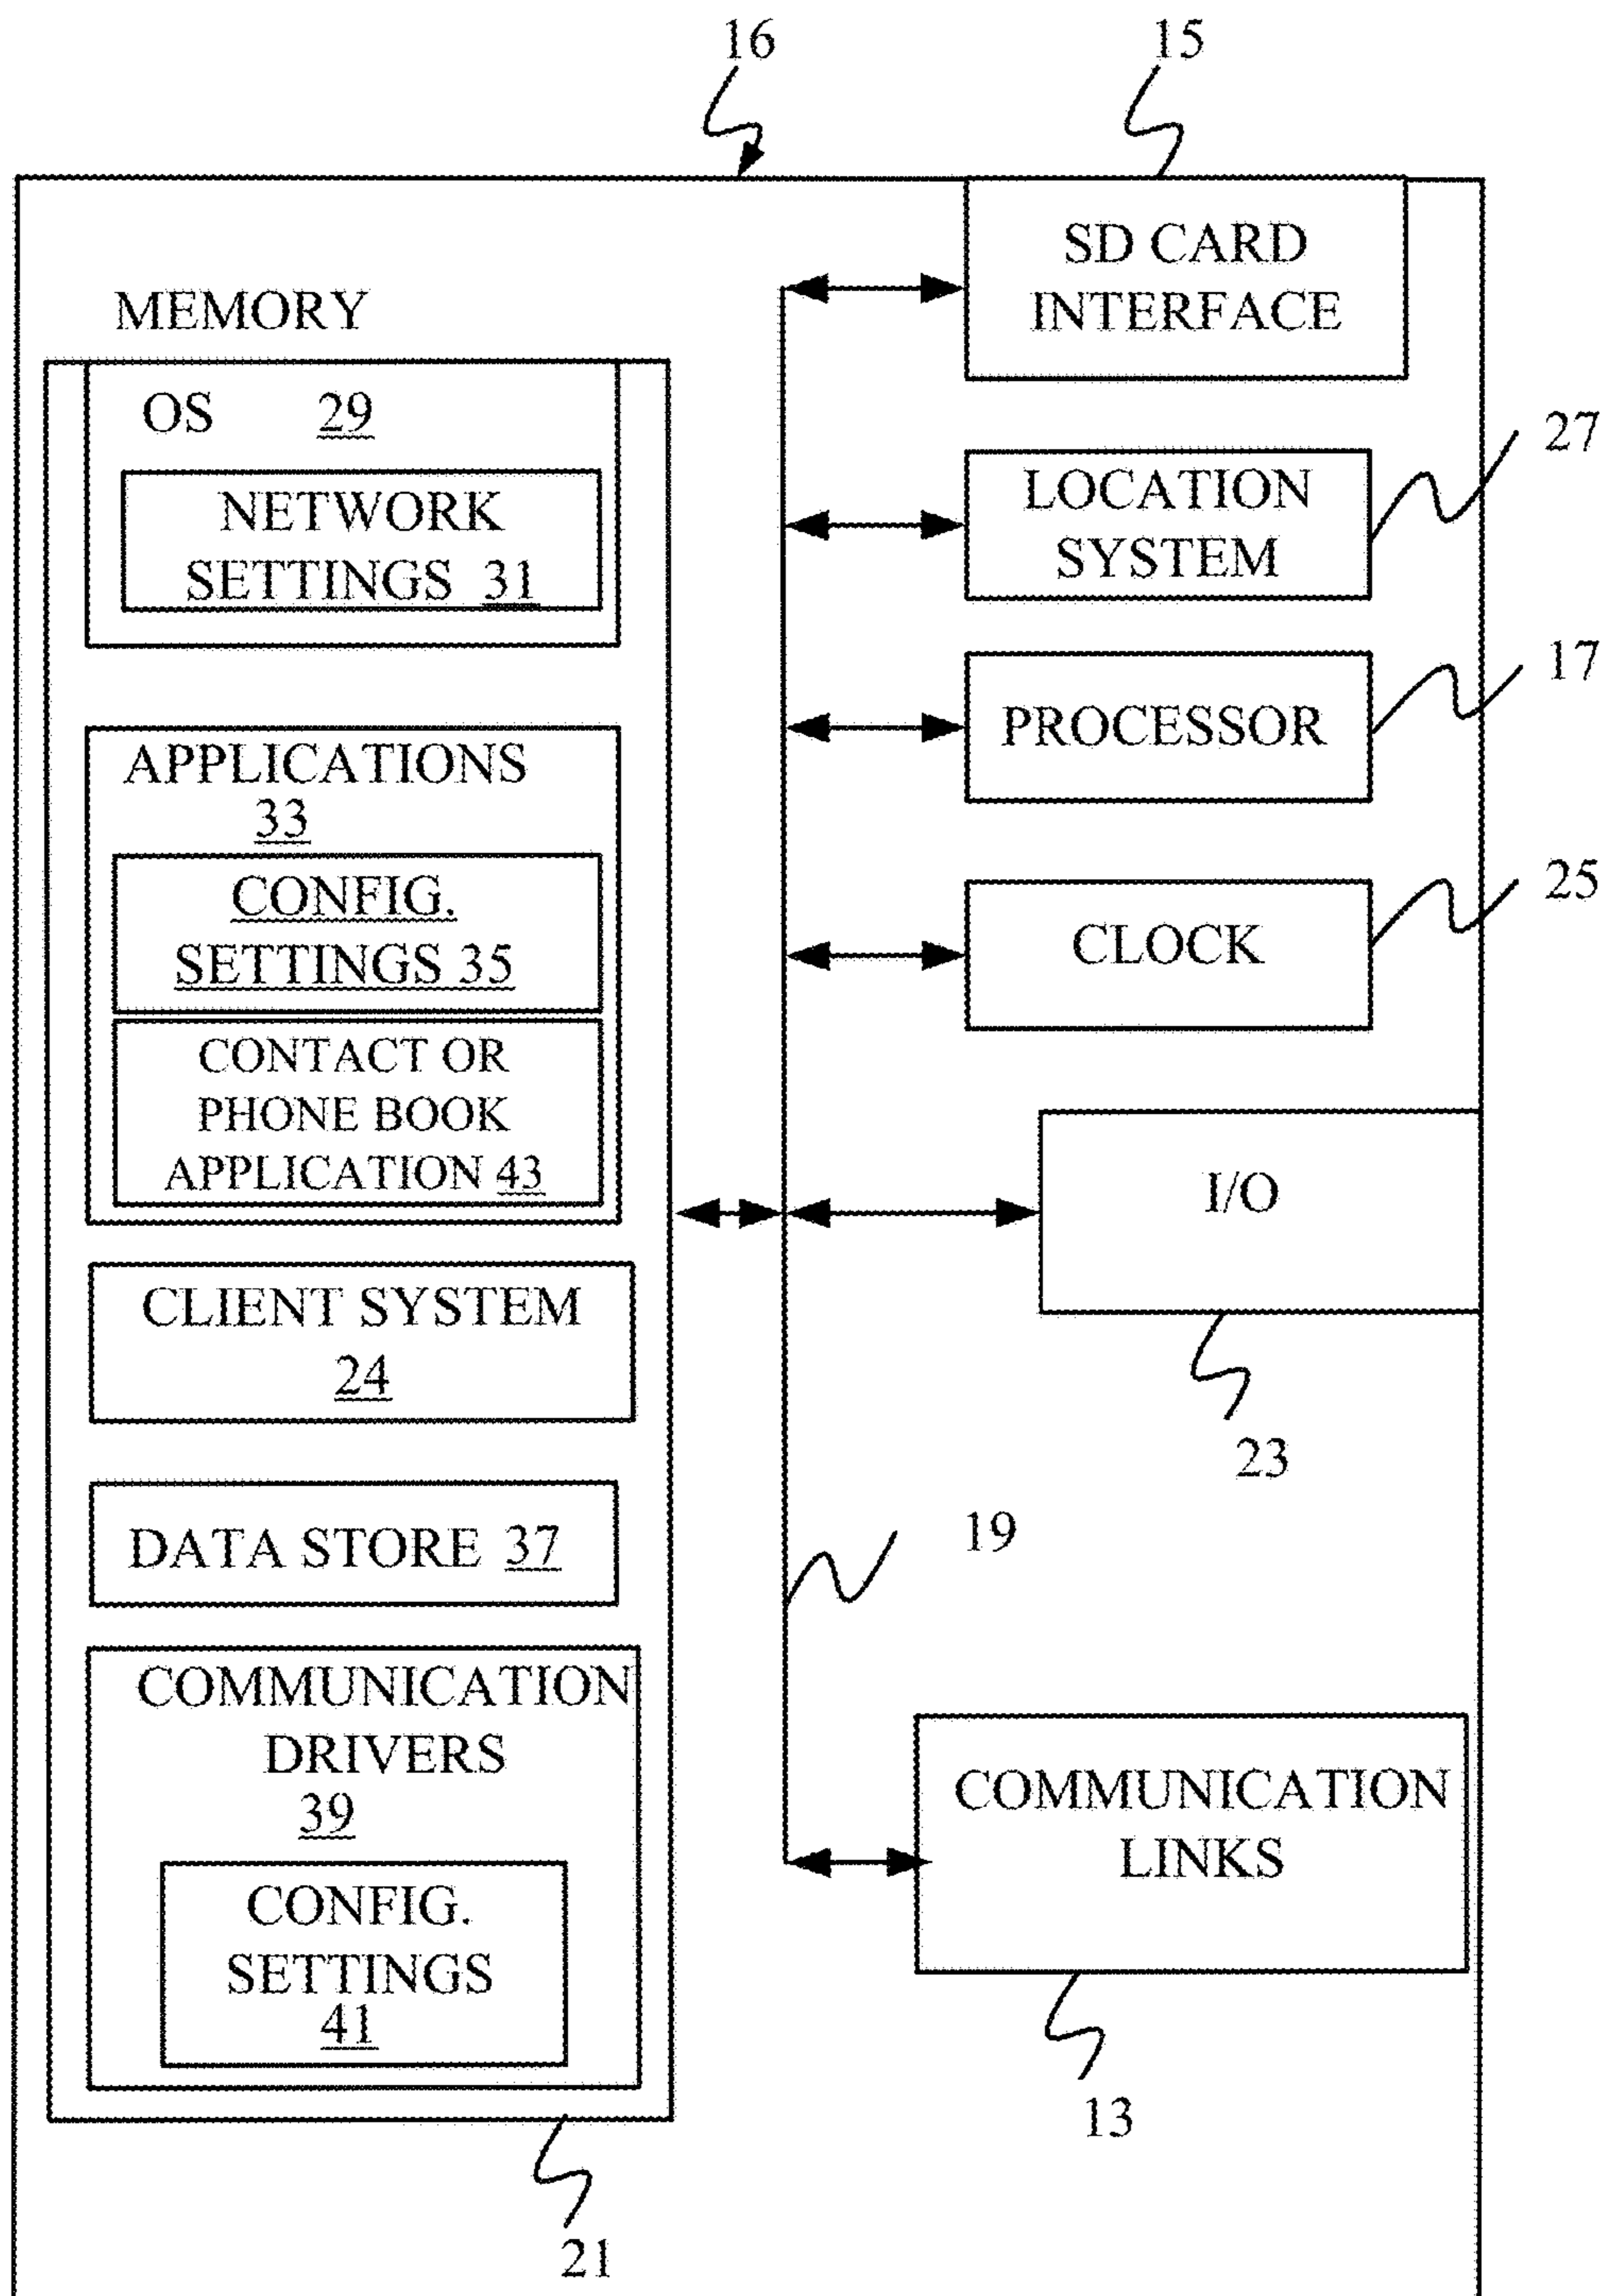 16
15
SD CARD
INTERFACE
MEMORY
OS 29
NETWORK
SETTINGS 31
27
LOCATION
SYSTEM
17
PROCESSOR
APPLICATIONS
33
CONFIG.
SETTINGS 35
25
CLOCK
CONTACT OR
PHONE BOOK
APPLICATION 43
I/O
CLIENT SYSTEM
24
23
19
DATA STORE 37
COMMUNICATION
DRIVERS
39
COMMUNICATION
LINKS
CONFIG.
SETTINGS
41
13
21